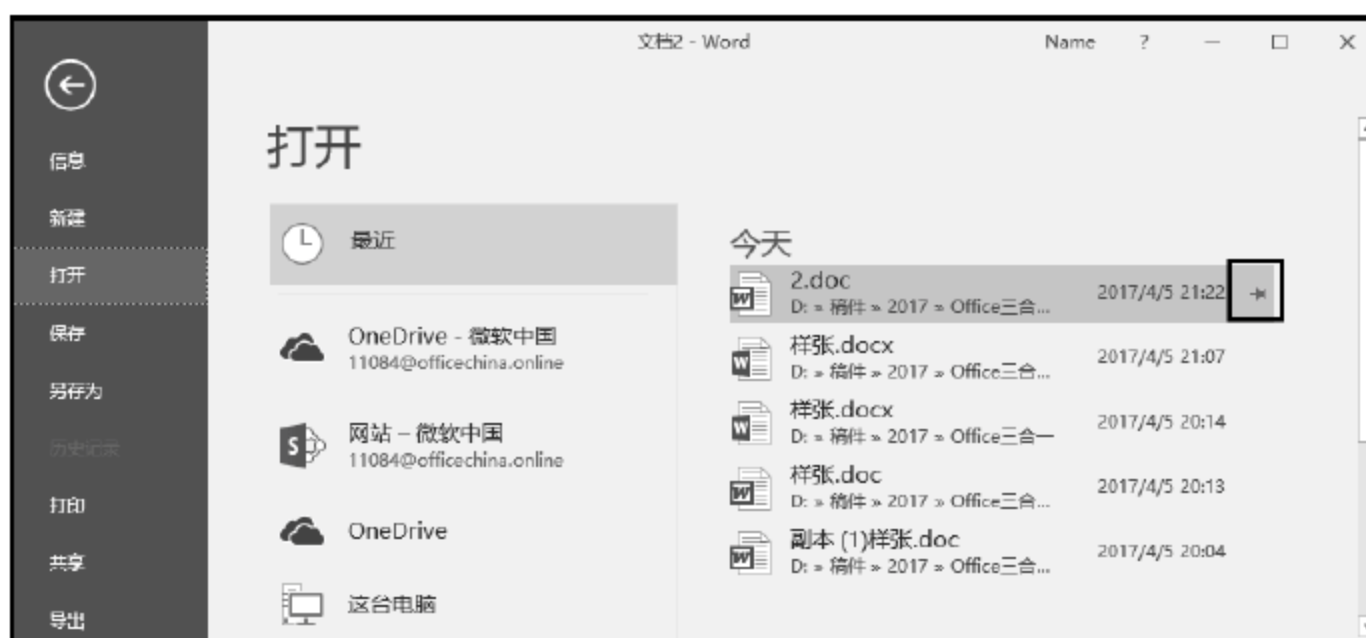 文档2 - Word
Name ?
信息
新建
打开
保存
另存为
历史记录
打印
共享
导出
打开
最近
OneDrive - 微软中国
11084@officechina.online
网站 – 微软中国
11084@officechina.online
OneDrive
这台电脑
今天
2.doc
D: » 稿件 » 2017 » Office三合...
2017/4/5 21:22
样张.docx
D: » 稿件 » 2017 » Office三合...
2017/4/5 21:07
样张.docx
D: » 稿件 » 2017 » Office三合一
2017/4/5 20:14
样张.doc
D: » 稿件 » 2017 » Office三合...
2017/4/5 20:13
副本 (1)样张.doc
D: » 稿件 » 2017 » Office三合...
2017/4/5 20:04